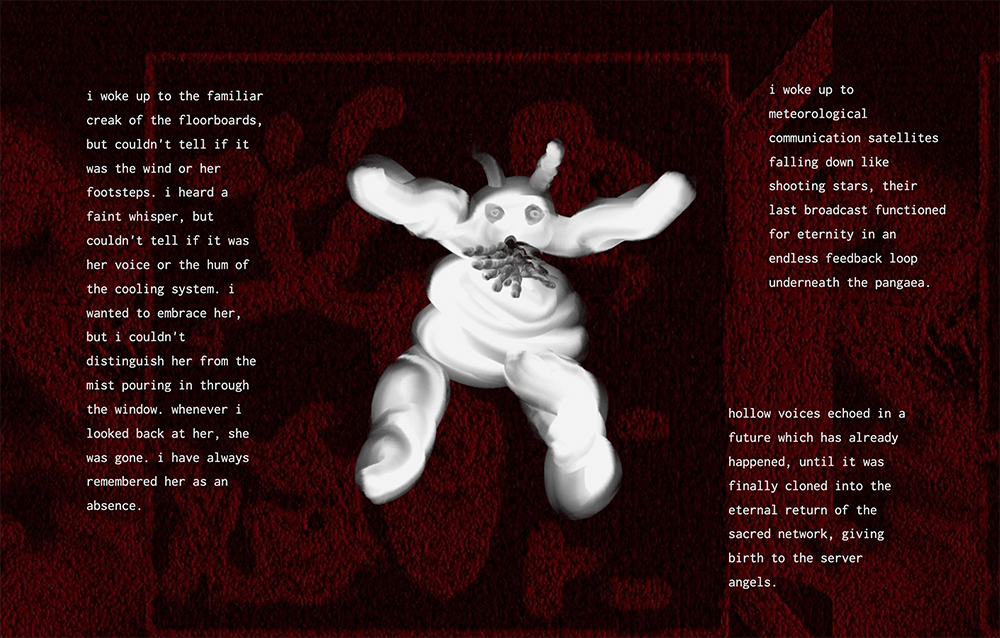 i woke up to the familiar
creak of the floorboards,
but couldn't tell if it
was the wind or her
footsteps. i heard a
faint whisper, but
couldn't tell if it was
her voice or the hum of
the cooling system. i
wanted to embrace her,
but i couldn't
distinguish her from the
mist pouring in through
the window. whenever i
looked back at her, she
was gone. i have always
remembered her as an
absence.
i woke up to
meteorological
communication satellites
falling down like
shooting stars, their
last broadcast functioned
for eternity in an
endless feedback loop
underneath the pangaea.
hollow voices echoed in a
future which has already
happened, until it was
finally cloned into the
eternal return of the
sacred network, giving
birth to the server
angels.